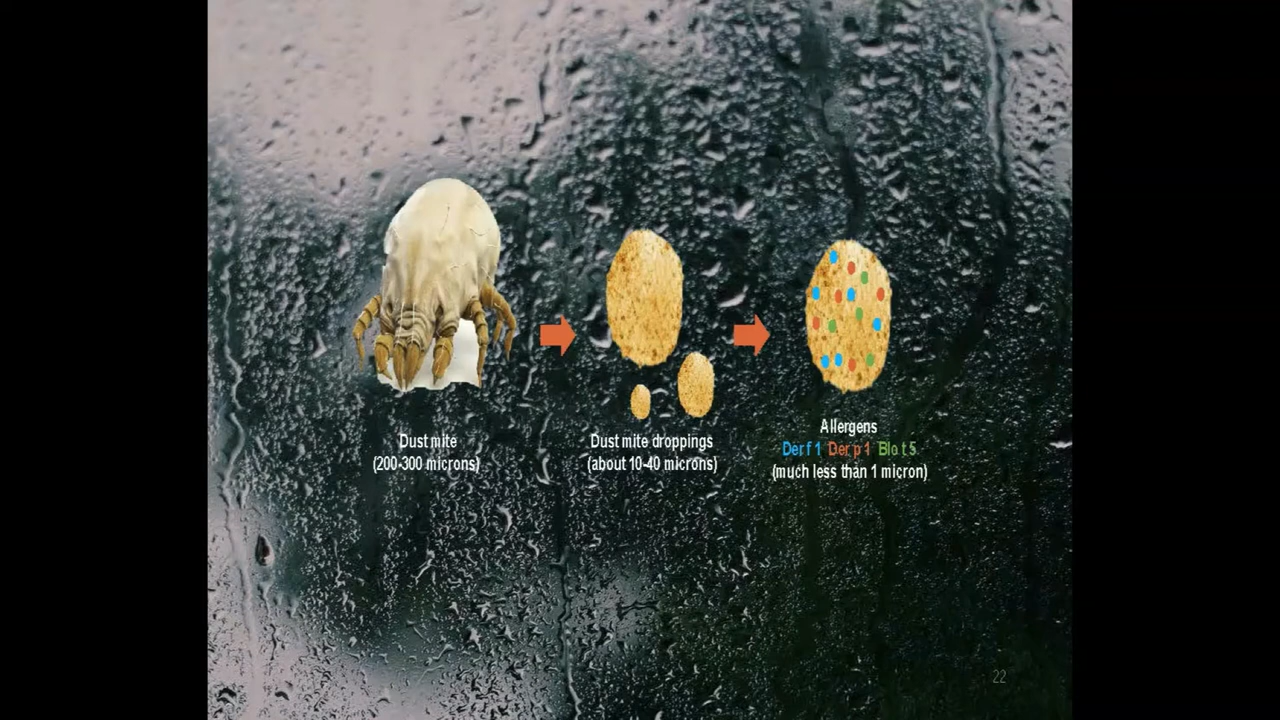 Dust mite
(200-300 microns)
Dust mite droppings
(about 10-40 microns)
Allergens
Der f 1 Der p 1 Blo t 5
(much less than 1 micron)
22